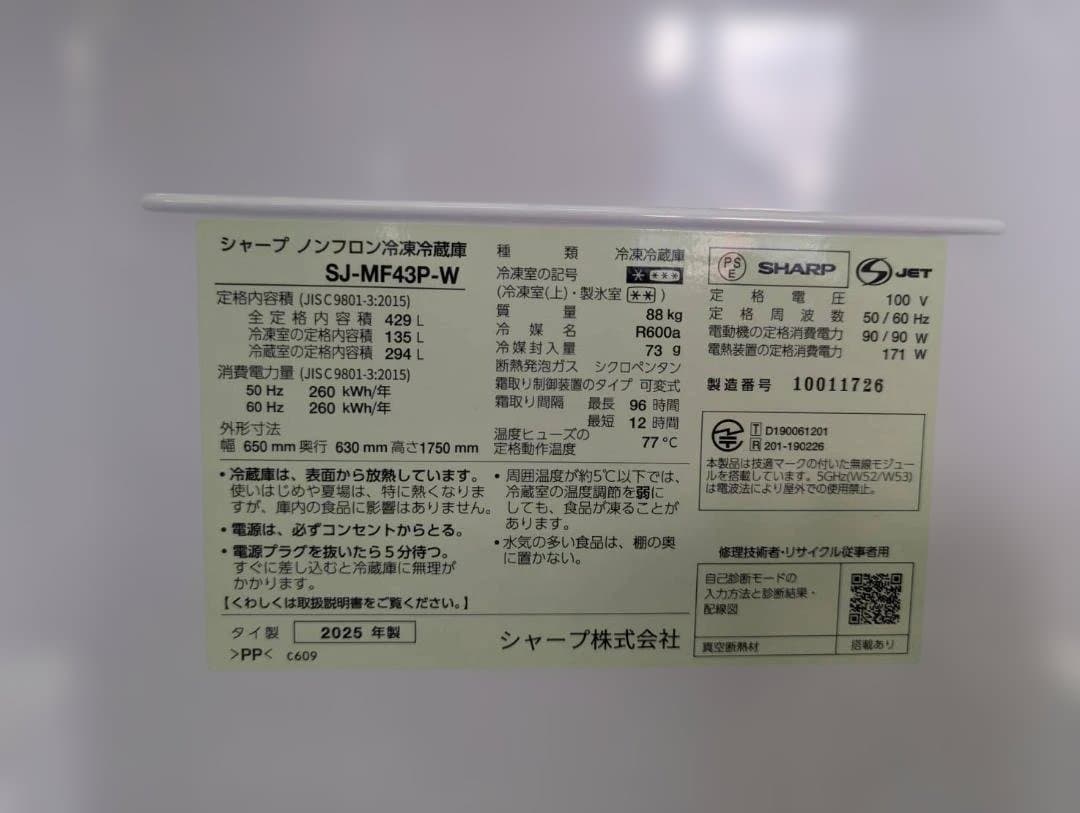 シャープ ノンフロン冷凍冷蔵庫
SJ-MF43P-W
定格内容積 (JIS C 9801-3:2015)
全定格内容積 429 L
冷凍室の定格内容積 135 L
冷蔵室の定格内容積 294 L
消費電力量 (JIS C 9801-3:2015)
50 Hz 260 kWh/年
60 Hz 260 kWh/年
外形寸法
幅 650 mm 奥行 630 mm 高さ 1750 mm
種類 冷凍冷蔵庫
冷凍室の記号 * ***
(冷凍室(上)・製氷室 ** )
質量 88 kg
冷媒名 R600a
冷媒封入量 73 g
断熱発泡ガス シクロペンタン
霜取り制御装置のタイプ 可変式
霜取り間隔 最長 96 時間
最短 12 時間
温度ヒューズの
定格動作温度 77 °C
PS E SHARP S JET
定格電圧 100 V
定格周波数 50 / 60 Hz
電動機の定格消費電力 90 / 90 W
電熱装置の定格消費電力 171 W
製造番号 10011726
T D190061201
R 201-190226
本製品は技適マークの付いた無線モジュー
ルを搭載しています。5GHz(W52/W53)
は電波法により屋外での使用禁止。
・冷蔵庫は、表面から放熱しています。
使いはじめや夏場は、特に熱くなりま
すが、庫内の食品に影響はありません。
・電源は、必ずコンセントからとる。
・電源プラグを抜いたら5分待つ。
すぐに差し込むと冷蔵庫に無理が
かかります。
【くわしくは取扱説明書をご覧ください。】
・周囲温度が約5℃以下では、
冷蔵室の温度調節を弱に
しても、食品が凍ることが
あります。
・水気の多い食品は、棚の奥
に置かない。
修理技術者・リサイクル従事者用
自己診断モードの
入力方法と診断結果・
配線図
真空断熱材 搭載あり
タイ製 2025 年製
>PP< C609
シャープ株式会社